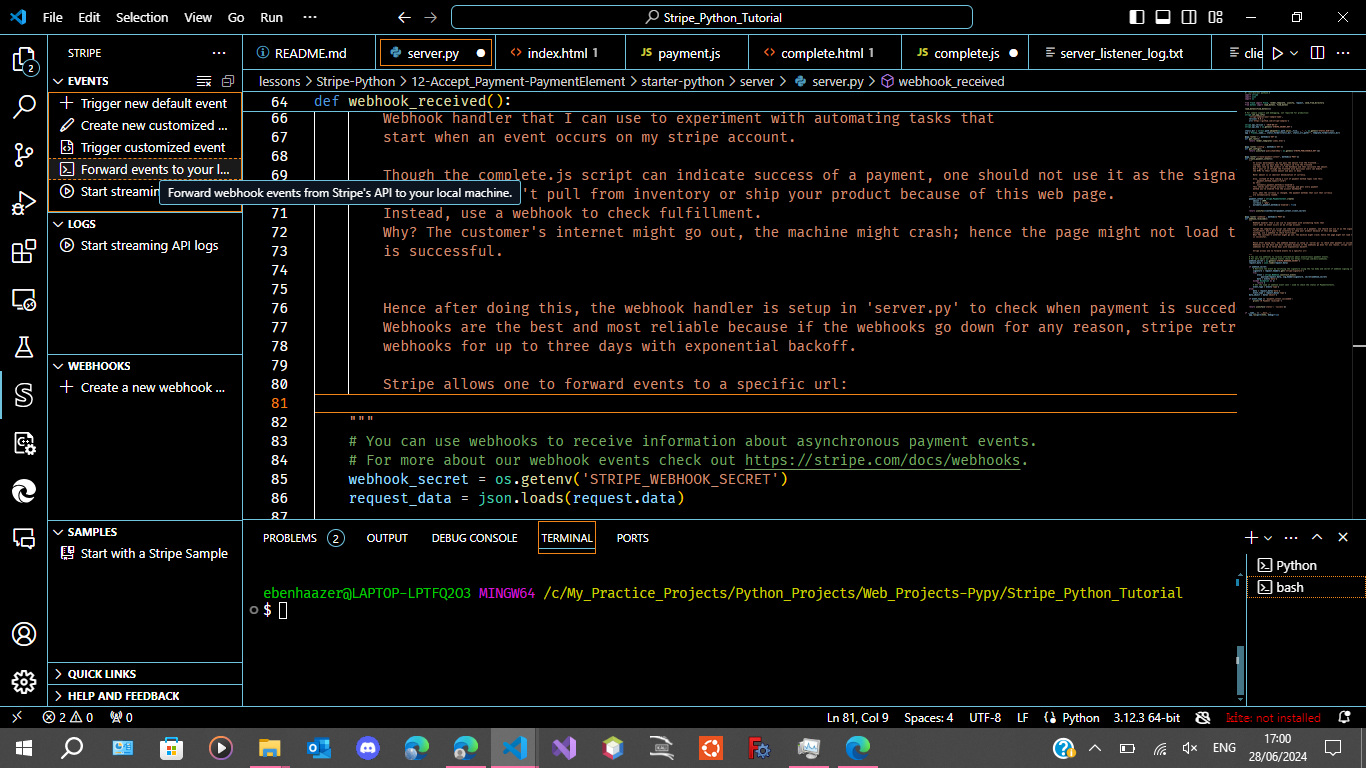 File Edit Selection View Go Run ···
Stripe_Python_Tutorial
STRIPE
EVENTS
Trigger new default event
Create new customized ...
Trigger customized event
Forward events to your l...
Start streamin
Forward webhook events from Stripe's API to your local machine.
LOGS
Start streaming API logs
WEBHOOKS
Create a new webhook ...
SAMPLES
Start with a Stripe Sample
QUICK LINKS
HELP AND FEEDBACK
2
README.md
server.py
index.html 1
JS payment.js
complete.html 1
JS complete.js
server_listener_log.txt
clie
lessons > Stripe-Python > 12-Accept_Payment-PaymentElement > starter-python > server > server.py > webhook_received
64 def webhook_received():
66 Webhook handler that I can use to experiment with automating tasks that
67 start when an event occurs on my stripe account.
68
69 Though the complete.js script can indicate success of a payment, one should not use it as the signa
't pull from inventory or ship your product because of this web page.
71 Instead, use a webhook to check fulfillment.
72 Why? The customer's internet might go out, the machine might crash; hence the page might not load t
73 is successful.
74
75
76 Hence after doing this, the webhook handler is setup in 'server.py' to check when payment is succed
77 Webhooks are the best and most reliable because if the webhooks go down for any reason, stripe retr
78 webhooks for up to three days with exponential backoff.
79
80 Stripe allows one to forward events to a specific url:
81
82 """
83 # You can use webhooks to receive information about asynchronous payment events.
84 # For more about our webhook events check out https://stripe.com/docs/webhooks.
85 webhook_secret = os.getenv('STRIPE_WEBHOOK_SECRET')
86 request_data = json.loads(request.data)
87
PROBLEMS 2 OUTPUT DEBUG CONSOLE TERMINAL PORTS
ebenhaazer@LAPTOP-LPTFQ2O3 MINGW64 /c/My_Practice_Projects/Python_Projects/Web_Projects-Pypy/Stripe_Python_Tutorial
$
Python
bash
2 0 0
Ln 81, Col 9 Spaces: 4 UTF-8 LF Python 3.12.3 64-bit not installed
ENG
17:00
28/06/2024